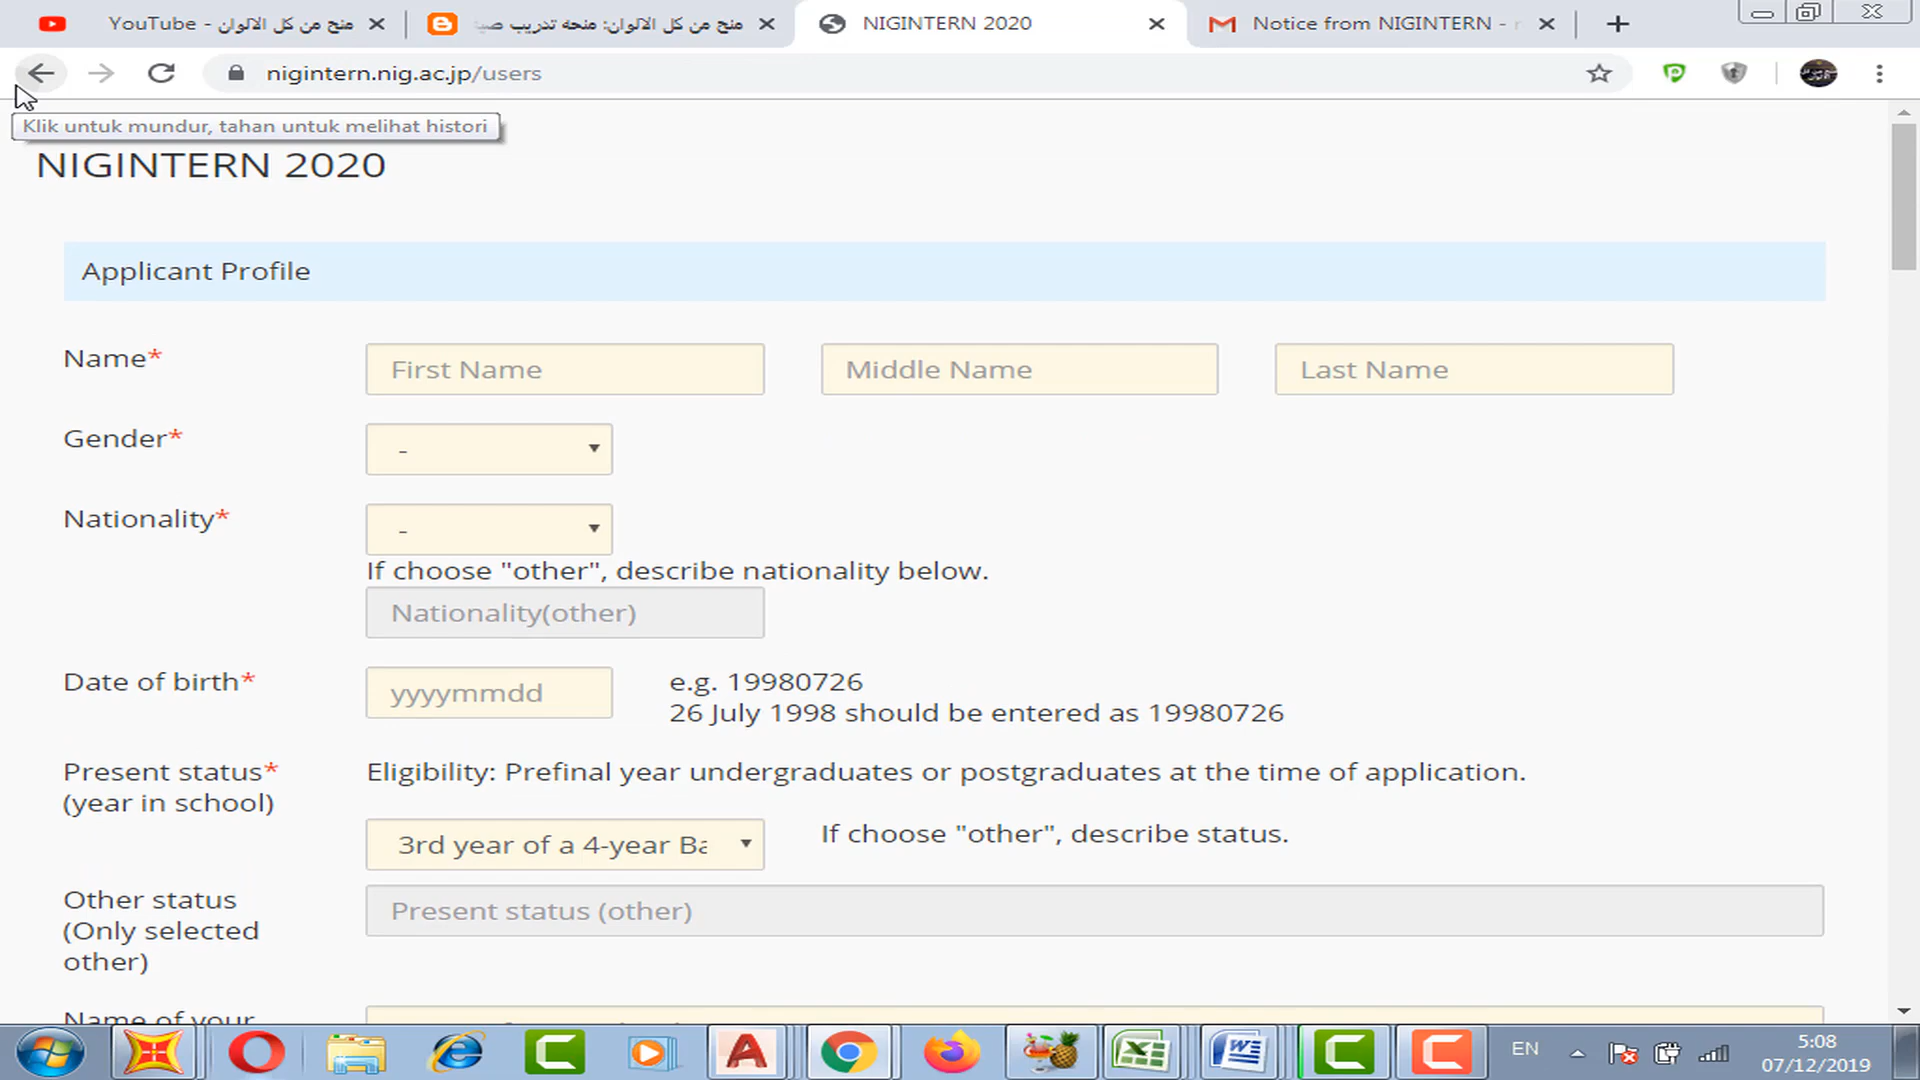 YouTube - منح من كل الالوان
منح من كل الالوان: منحه تدريب صي
NIGINTERN 2020
Notice from NIGINTERN -
nigintern.nig.ac.jp/users
Klik untuk mundur, tahan untuk melihat histori
NIGINTERN 2020
Applicant Profile
Name* First Name Middle Name Last Name
Gender* -
Nationality* -
If choose "other", describe nationality below.
Nationality(other)
Date of birth* yyyymmdd e.g. 19980726
26 July 1998 should be entered as 19980726
Present status* Eligibility: Prefinal year undergraduates or postgraduates at the time of application.
(year in school)
3rd year of a 4-year Ba If choose "other", describe status.
Other status
(Only selected
other)
Present status (other)
Name of your
EN
5:08
07/12/2019